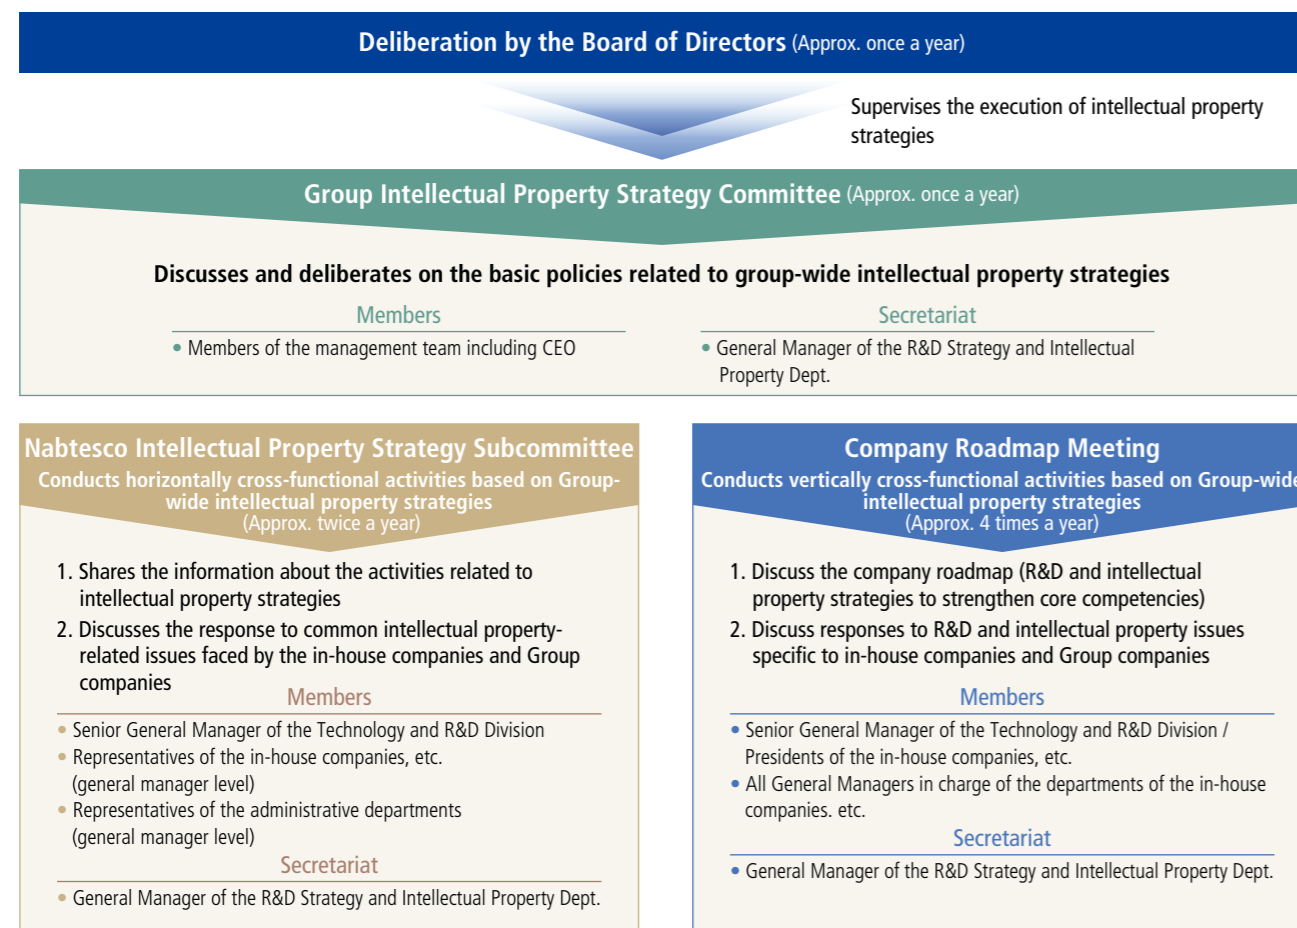 Deliberation by the Board of Directors (Approx. once a year)
Supervises the execution of intellectual property
strategies
Group Intellectual Property Strategy Committee (Approx. once a year)
Discusses and deliberates on the basic policies related to group-wide intellectual property strategies
Members
• Members of the management team including CEO
Secretariat
• General Manager of the R&D Strategy and Intellectual
Property Dept.
Nabtesco Intellectual Property Strategy Subcommittee
Conducts horizontally cross-functional activities based on Group-
wide intellectual property strategies
(Approx. twice a year)
1. Shares the information about the activities related to
intellectual property strategies
2. Discusses the response to common intellectual property-
related issues faced by the in-house companies and Group
companies
Members
• Senior General Manager of the Technology and R&D Division
• Representatives of the in-house companies, etc.
(general manager level)
• Representatives of the administrative departments
(general manager level)
Secretariat
• General Manager of the R&D Strategy and Intellectual Property Dept.
Company Roadmap Meeting
Conducts vertically cross-functional activities based on Group-wide
intellectual property strategies
(Approx. 4 times a year)
1. Discuss the company roadmap (R&D and intellectual
property strategies to strengthen core competencies)
2. Discuss responses to R&D and intellectual property issues
specific to in-house companies and Group companies
Members
• Senior General Manager of the Technology and R&D Division /
Presidents of the in-house companies, etc.
• All General Managers in charge of the departments of the in-house
companies. etc.
Secretariat
• General Manager of the R&D Strategy and Intellectual Property Dept.